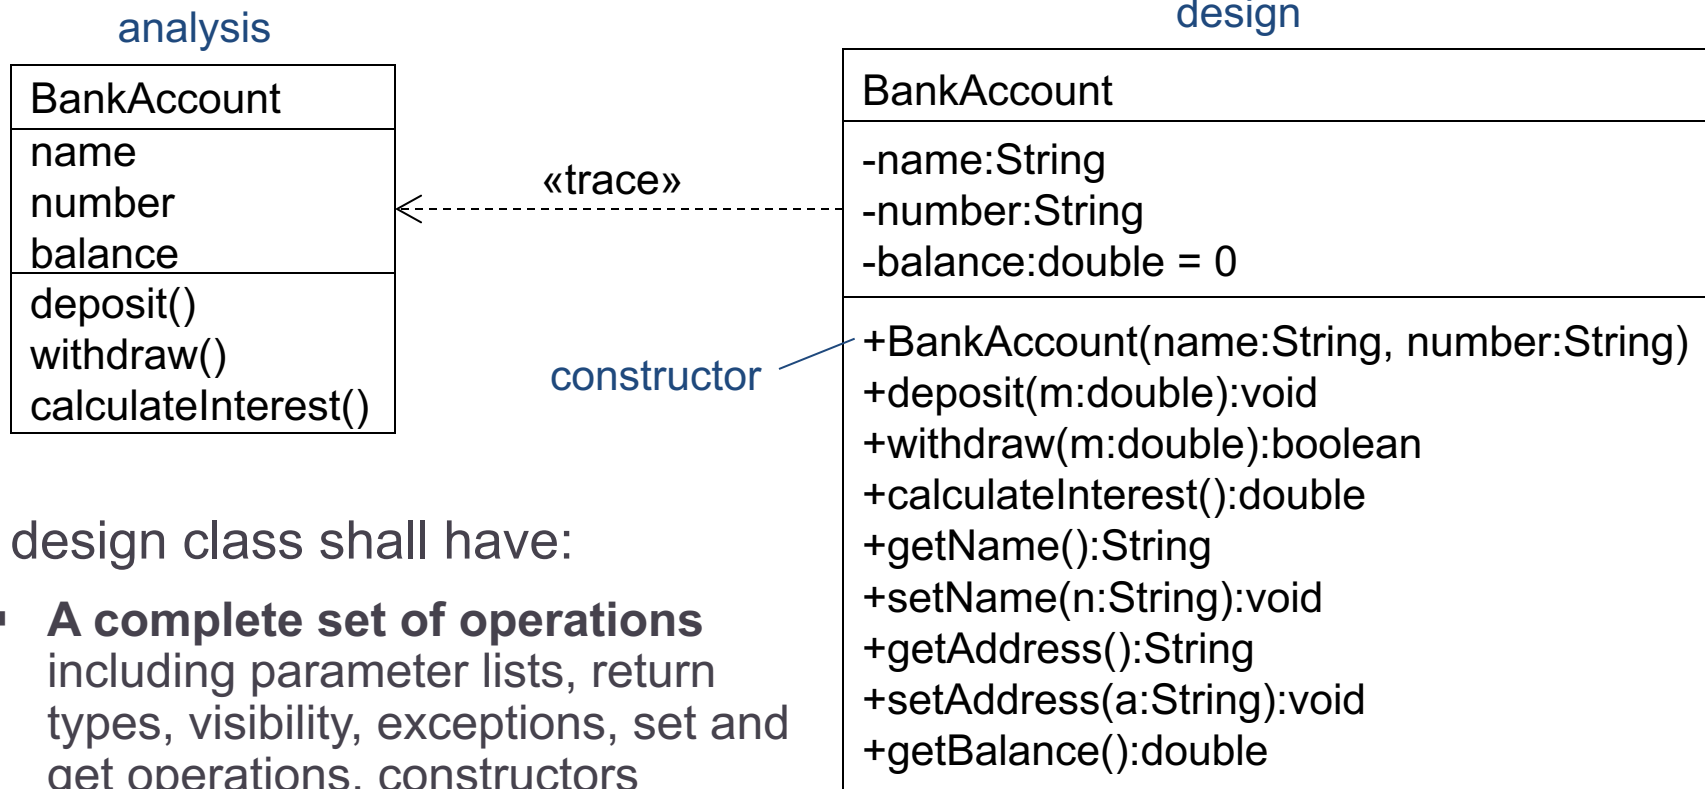 analysis
BankAccount
name
number
balance
deposit()
withdraw()
calculateInterest()
«trace»
constructor
design
BankAccount
-name:String
-number:String
-balance:double = 0
+BankAccount(name:String, number:String)
+deposit(m:double):void
+withdraw(m:double):boolean
+calculateInterest():double
+getName():String
+setName(n:String):void
+getAddress():String
+setAddress(a:String):void
+getBalance():double
design class shall have:
▪ A complete set of operations
including parameter lists, return
types, visibility, exceptions, set and
get operations, constructors